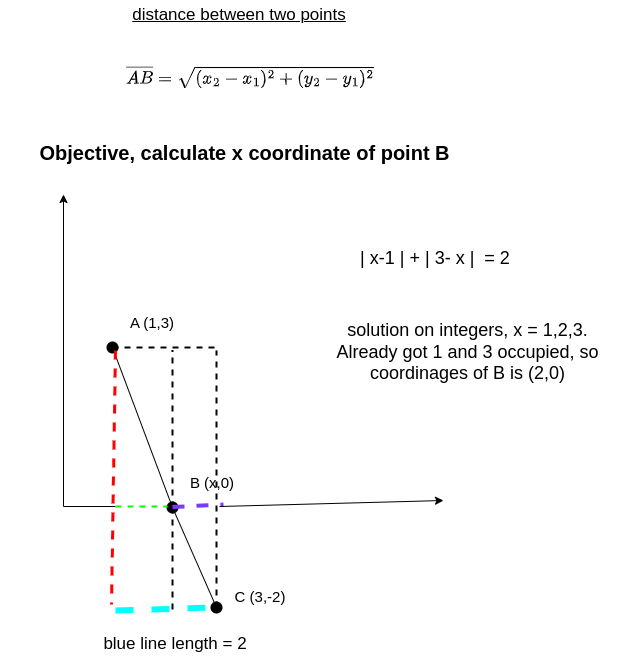 distance between two points
\overline{AB} = \sqrt{(x_2 - x_1)^2 + (y_2 - y_1)^2}
Objective, calculate x coordinate of point B
| x-1 | + | 3- x |  = 2
solution on integers, x = 1,2,3.
Already got 1 and 3 occupied, so
coordinages of B is (2,0)
A (1,3)
B (x,0)
C (3,-2)
blue line length = 2